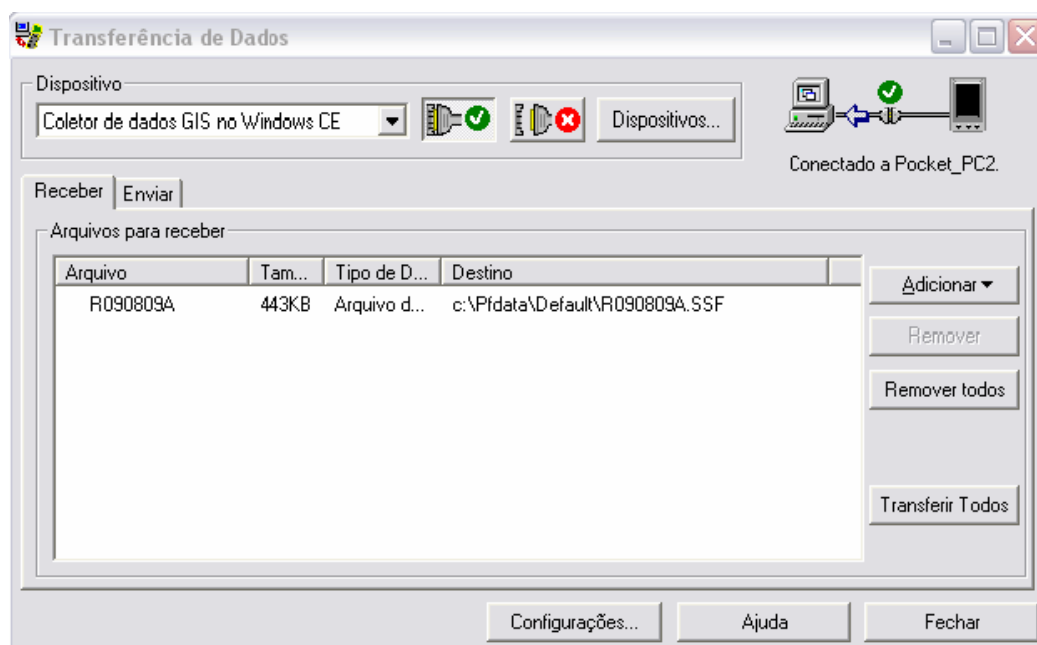 Transferência de Dados
Dispositivo
Coletor de dados GIS no Windows CE
Dispositivos...
Conectado a Pocket_PC2.
Receber Enviar
Arquivos para receber
Arquivo Tam... Tipo de D... Destino
R090809A 443KB Arquivo d... c:\Pfdata\Default\R090809A.SSF
Adicionar
Remover
Remover todos
Transferir Todos
Configurações... Ajuda Fechar